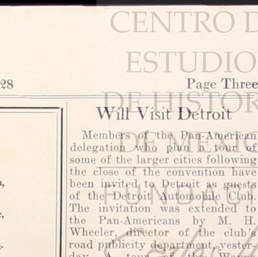 CENTRO D
ESTUDIO
28
Page Three
DE HISTOR
Will Visit Detroit
Members of the Pan-American
delegation who plan a tour of
some of the larger cities following
the close of the convention have
been invited to Detroit as guests
of the Detroit Automobile Club.
The invitation was extended to
the Pan-Americans by M. H.
Wheeler, director of the club's
road publicity department, yester-
DE MEXIC
FUNDACI